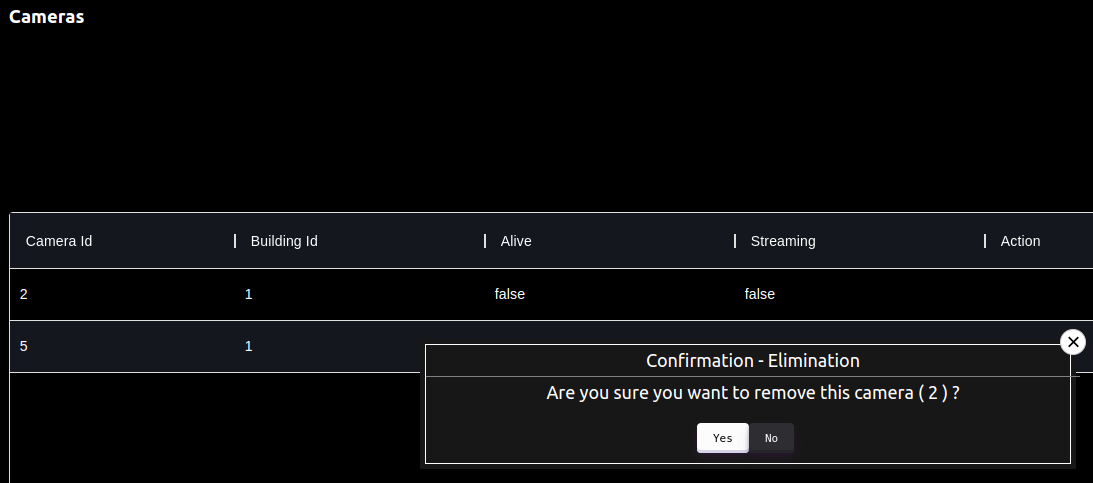 Cameras
Camera Id Building Id Alive Streaming Action
2 1 false false
5 1
Confirmation - Elimination
Are you sure you want to remove this camera ( 2 ) ?
Yes No